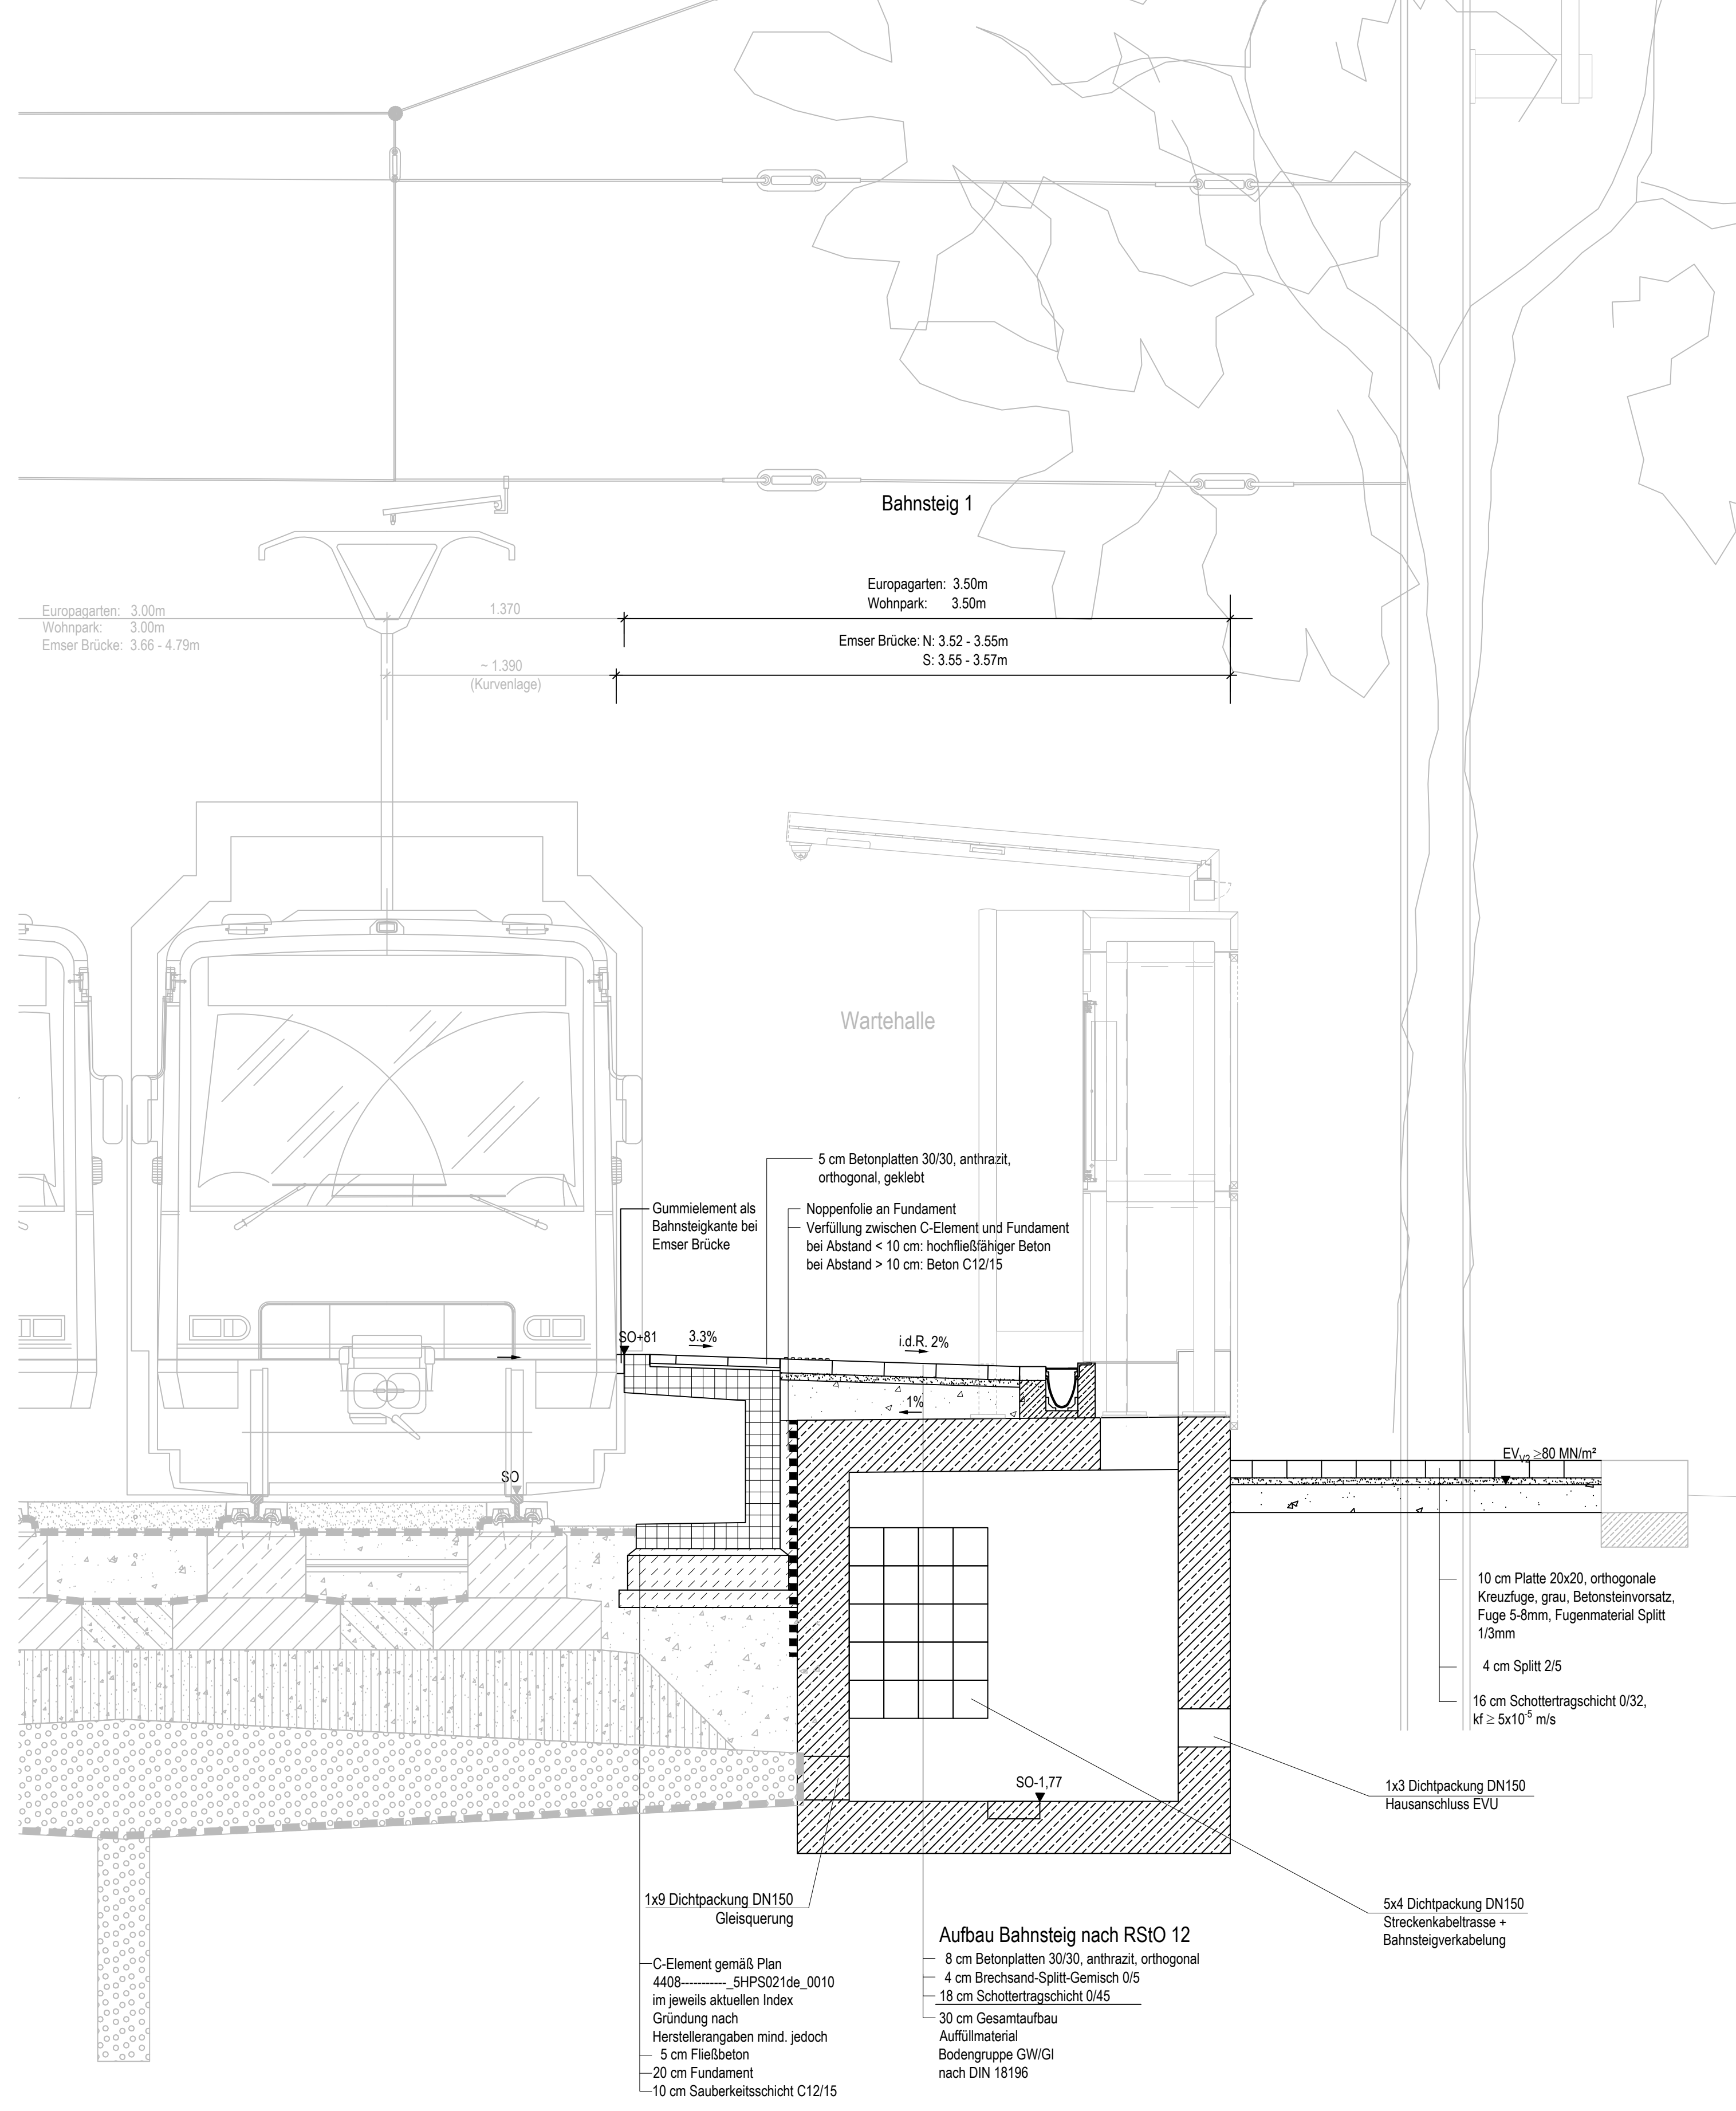 Bahnsteig 1
Europagarten: 3.50m
Wohnpark: 3.50m
Europagarten: 3.00m
Wohnpark: 3.00m
Emser Brücke: 3.66 - 4.79m
1.370
Emser Brücke: N: 3.52 - 3.55m
S: 3.55 - 3.57m
~ 1.390
(Kurvenlage)
Wartehalle
5 cm Betonplatten 30/30, anthrazit,
orthogonal, geklebt
Gummielement als
Bahnsteigkante bei
Emser Brücke
Noppenfolie an Fundament
Verfüllung zwischen C-Element und Fundament
bei Abstand < 10 cm: hochfließfähiger Beton
bei Abstand > 10 cm: Beton C12/15
SO+81
3.3%
i.d.R. 2%
1%
SO
EVV2 ≥80 MN/m²
10 cm Platte 20x20, orthogonale
Kreuzfuge, grau, Betonsteinvorsatz,
Fuge 5-8mm, Fugenmaterial Splitt
1/3mm
4 cm Splitt 2/5
16 cm Schottertragschicht 0/32,
kf ≥ 5x10-5 m/s
SO-1,77
1x3 Dichtpackung DN150
Hausanschluss EVU
1x9 Dichtpackung DN150
Gleisquerung
5x4 Dichtpackung DN150
Streckenkabeltrasse +
Bahnsteigverkabelung
C-Element gemäß Plan
4408-----------_5HPS021de_0010
im jeweils aktuellen Index
Gründung nach
Herstellerangaben mind. jedoch
5 cm Fließbeton
20 cm Fundament
10 cm Sauberkeitsschicht C12/15
Aufbau Bahnsteig nach RStO 12
8 cm Betonplatten 30/30, anthrazit, orthogonal
4 cm Brechsand-Splitt-Gemisch 0/5
18 cm Schottertragschicht 0/45
30 cm Gesamtaufbau
Auffüllmaterial
Bodengruppe GW/GI
nach DIN 18196